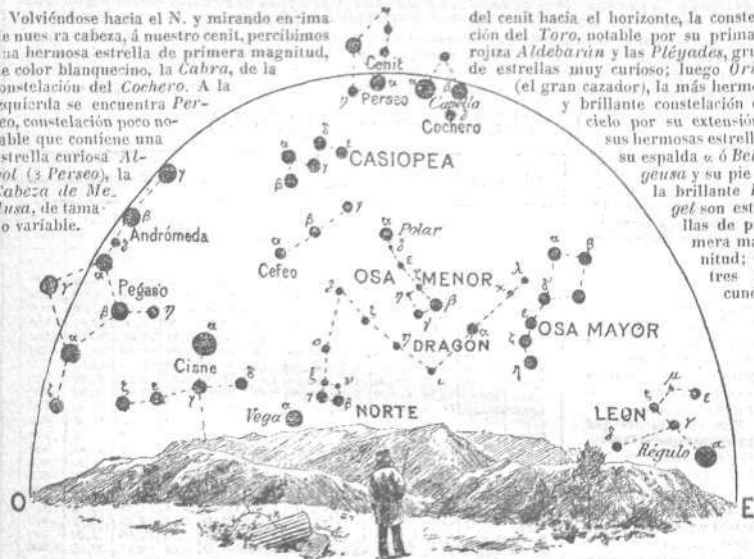 Volviéndose hacia el N. y mirando encima
de nuestra cabeza, á nuestro cenit, percibimos
una hermosa estrella de primera magnitud,
de color blanquecino, la Cabra, de la
constelación del Cochero. A la
izquierda se encuentra Per-
seo, constelación poco no-
table que contiene una
estrella curiosa Al-
gol (β Perseo), la
Cabeza de Me-
dusa, de tama-
ño variable.
del cenit hacia el horizonte, la conste
ción del Toro, notable por su prima
rojiza Aldebarán y las Pléyades, gru
de estrellas muy curioso; luego Ori
(el gran cazador), la más hermo
y brillante constelación
cielo por su extensión
sus hermosas estrell
su espalda α ó Bel
geusa y su pie
la brillante
gel son est
llas de p
mera ma
nitud;
tres
cund
Cenit
η Perseo α α Capella β
Cochero δ
α δ ε
β γ CASIOPEA
γ
β Andrómeda
δ
α
γ Pegaso
β η
α
ξ
α β γ
Cefeo
α Polar
δ
ε
OSA MENOR
η γ β
λ
ξ
DRAGÓN
η α ι λ
α β
δ
ε
ζ OSA MAYOR
η
α
Cisne
ξ ε γ δ
Vega α
ο
ξ ν
γ β
NORTE
μ
ξ ε
LEON γ
δ
Régulo α
O E